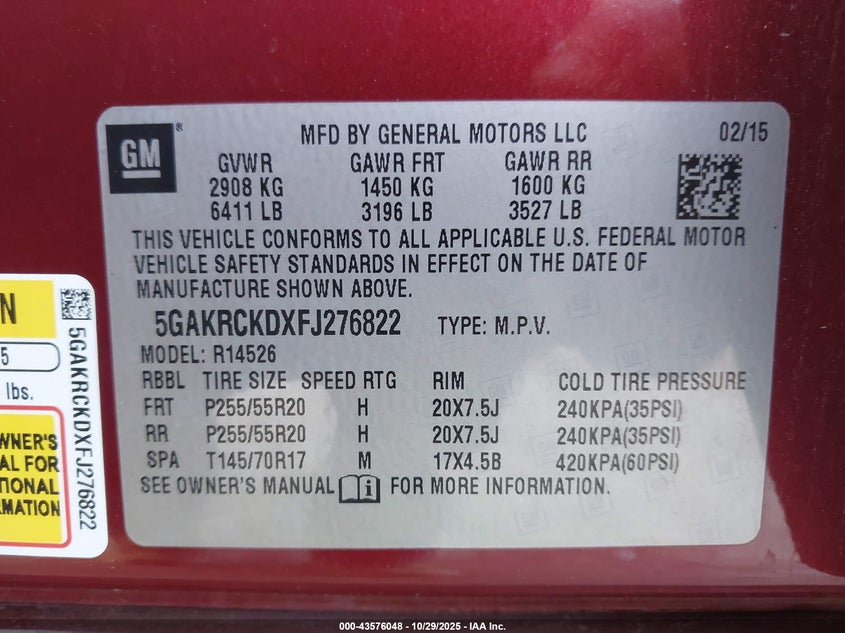 GM ®
MFD BY GENERAL MOTORS LLC 02/15
GVWR GAWR FRT GAWR RR
2908 KG 1450 KG 1600 KG
6411 LB 3196 LB 3527 LB
THIS VEHICLE CONFORMS TO ALL APPLICABLE U.S. FEDERAL MOTOR
VEHICLE SAFETY STANDARDS IN EFFECT ON THE DATE OF
MANUFACTURE SHOWN ABOVE.
5GAKRCKDXFJ276822 TYPE: M.P.V.
MODEL: R14526
RBBL TIRE SIZE SPEED RTG RIM COLD TIRE PRESSURE
FRT P255/55R20 H 20X7.5J 240KPA(35PSI)
RR P255/55R20 H 20X7.5J 240KPA(35PSI)
SPA T145/70R17 M 17X4.5B 420KPA(60PSI)
SEE OWNER'S MANUAL FOR MORE INFORMATION.
N
5
lbs.
WNER'S
AL FOR
TIONAL
RMATION
5GAKRCKDXFJ276822
000-43576048 - 10/29/2025 - IAA Inc.